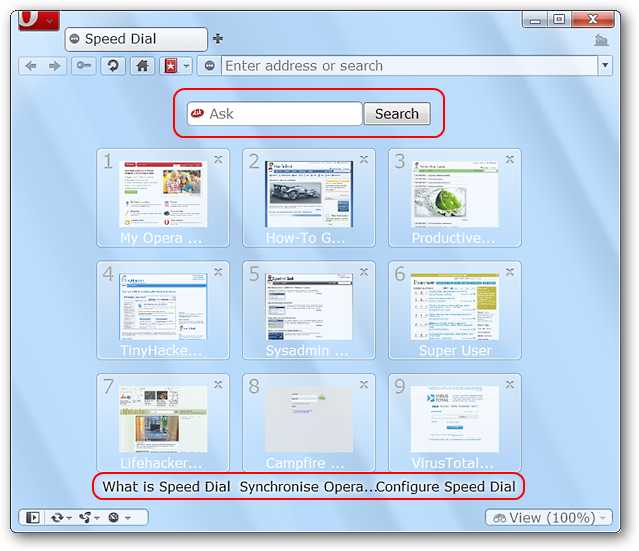 Speed Dial
Enter address or search
Ask
Search
1
2
3
My Opera ...
How-To G...
Productive...
4
5
6
TinyHacke...
Sysadmin ...
Super User
7
8
9
Lifehacker...
Campfire ...
VirusTotal...
What is Speed Dial
Synchronise Opera...
Configure Speed Dial
View (100%)